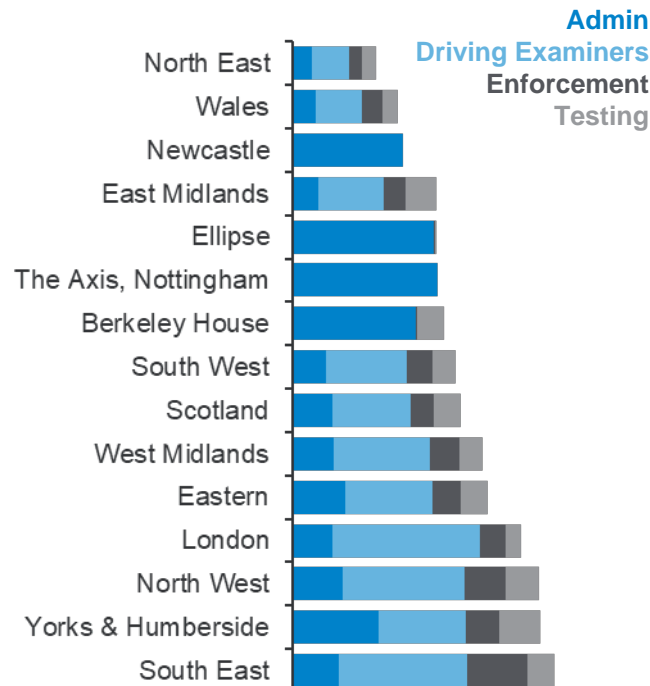 Admin
Driving Examiners
Enforcement
Testing
North East
Wales
Newcastle
East Midlands
Ellipse
The Axis, Nottingham
Berkeley House
South West
Scotland
West Midlands
Eastern
London
North West
Yorks & Humberside
South East